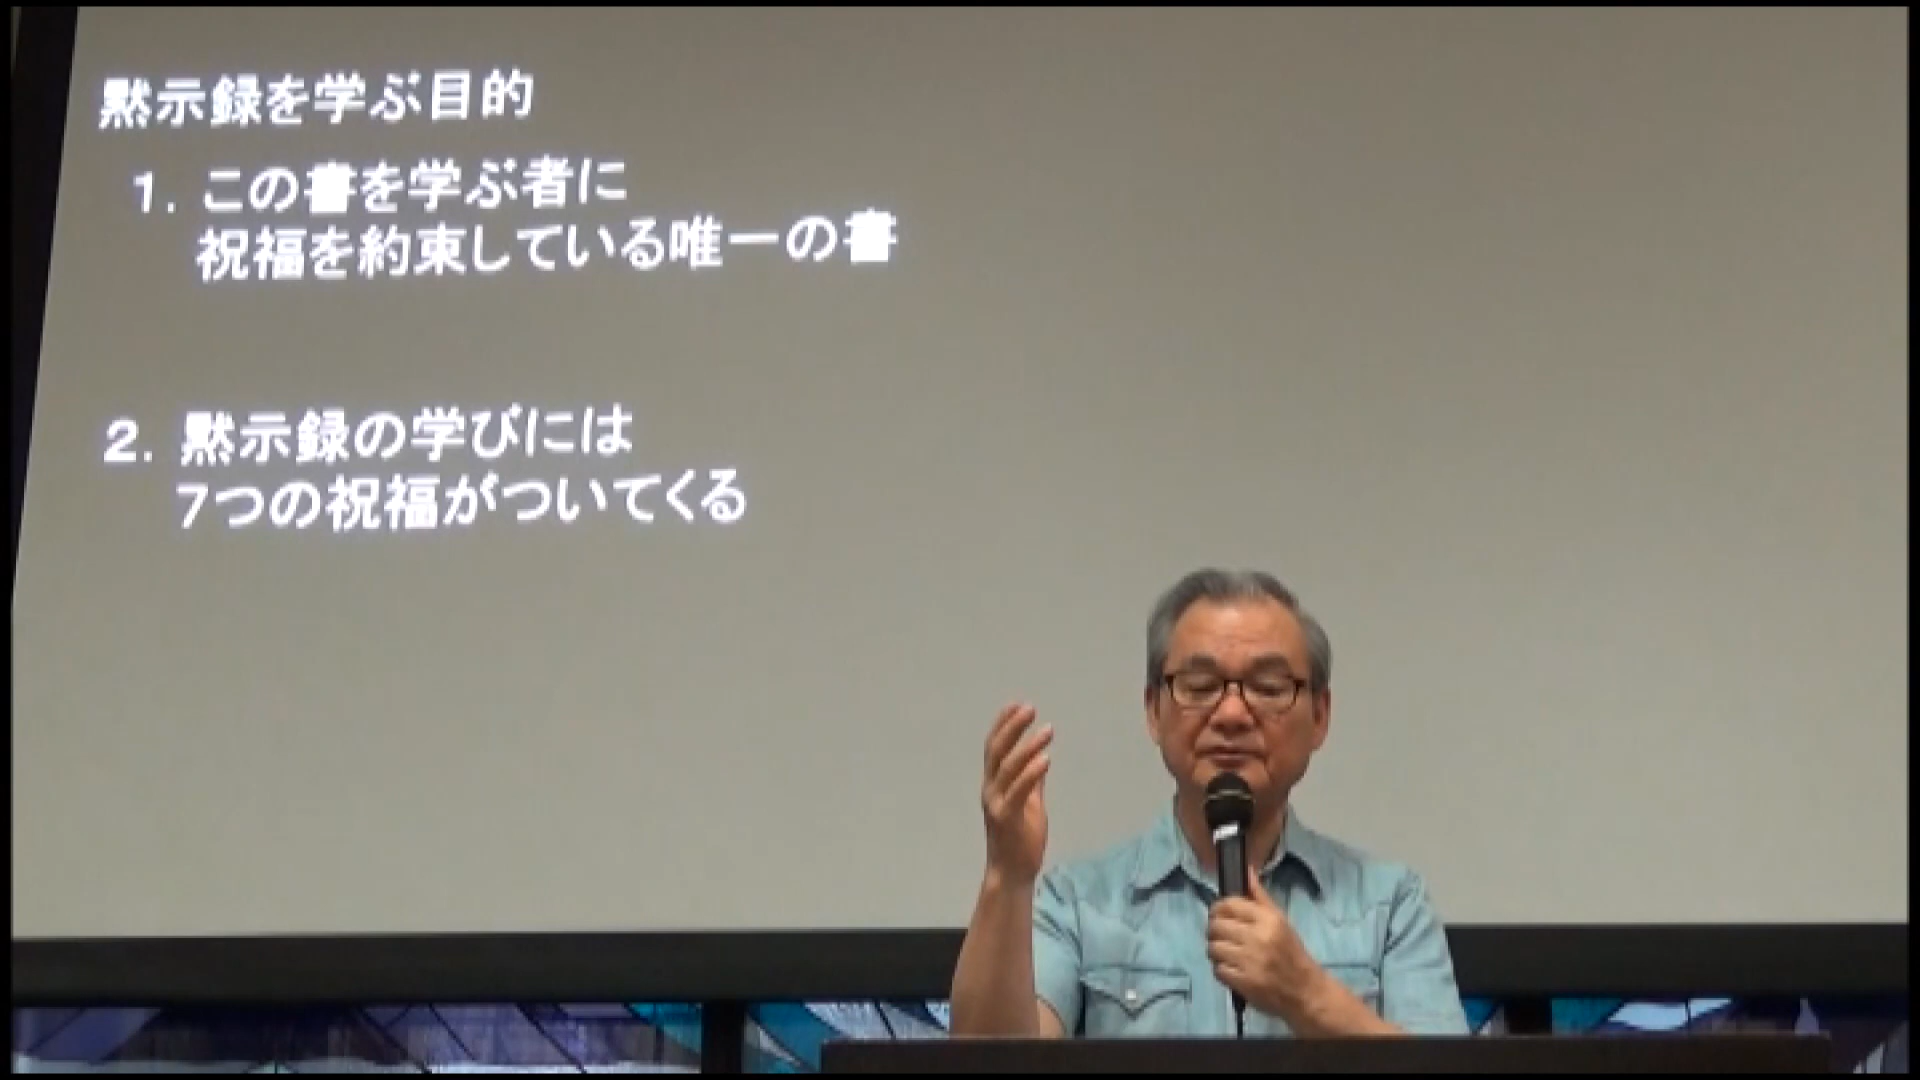 黙示録を学ぶ目的
1. この書を学ぶ者に
祝福を約束している唯一の書
2. 黙示録の学びには
7つの祝福がついてくる